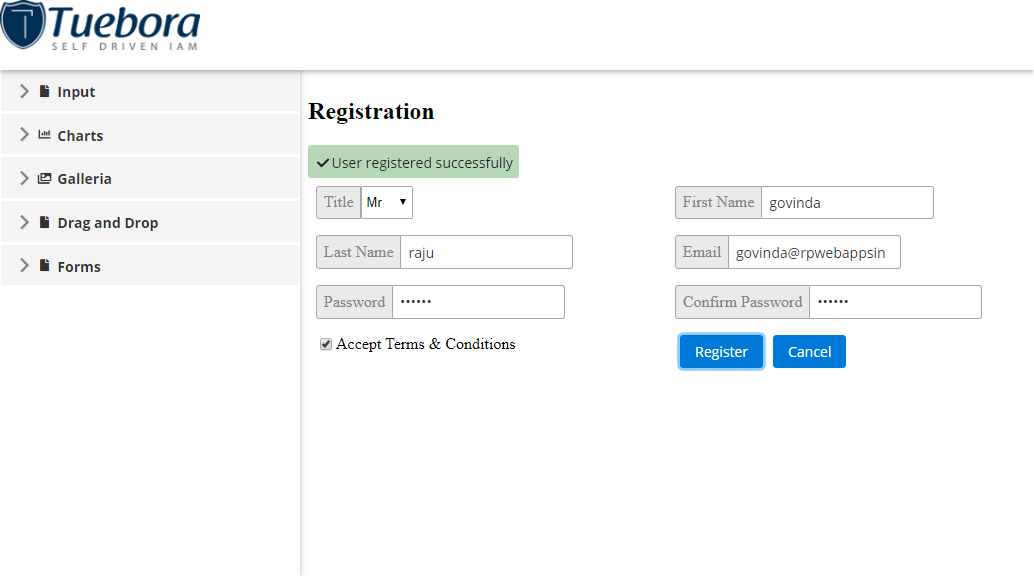 Tuebora
SELF DRIVEN IAM
Input
Charts
Galleria
Drag and Drop
Forms
Registration
User registered successfully
Title Mr First Name govinda
Last Name raju Email govinda@rpwebappsin
Password •••••• Confirm Password ••••••
Accept Terms & Conditions Register Cancel